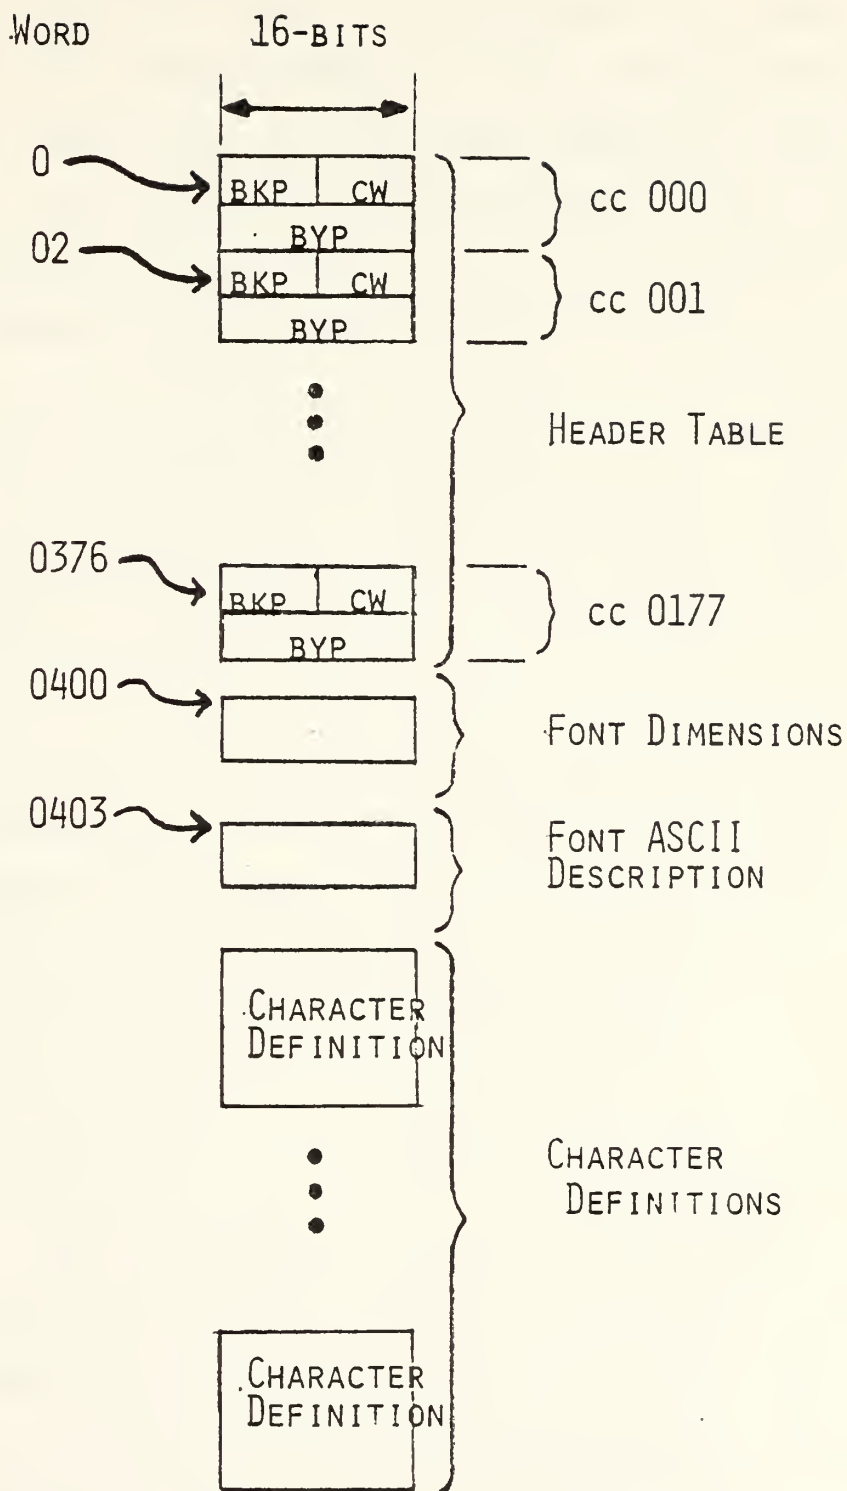 WORD 16-BITS
0 BKP CW
BYP
cc 000
02 BKP CW
BYP
cc 001
HEADER TABLE
0376 BKP CW
BYP
cc 0177
0400
FONT DIMENSIONS
0403
FONT ASCII
DESCRIPTION
CHARACTER
DEFINITION
CHARACTER
DEFINITIONS
CHARACTER
DEFINITION